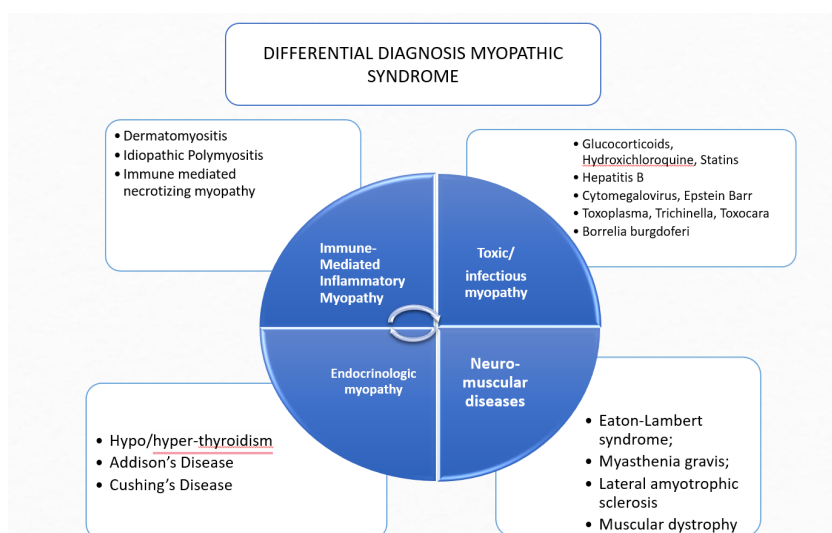 DIFFERENTIAL DIAGNOSIS MYOPATHIC
SYNDROME
• Dermatomyositis
• Idiopathic Polymyositis
• Immune mediated
necrotizing myopathy
• Glucocorticoids,
Hydroxichloroquine, Statins
• Hepatitis B
• Cytomegalovirus, Epstein Barr
• Toxoplasma, Trichinella, Toxocara
• Borrelia burgdoferi
Immune-
Mediated
Inflammatory
Myopathy
Toxic/
infectious
myopathy
Endocrinologic
myopathy
Neuro-
muscular
diseases
• Hypo/hyper-thyroidism
• Addison's Disease
• Cushing's Disease
• Eaton-Lambert
syndrome;
• Myasthenia gravis;
• Lateral amyotrophic
sclerosis
• Muscular dystrophy